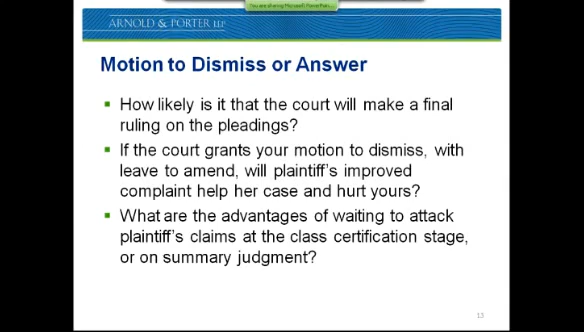 You are sharing Microsoft PowerPoin...
ARNOLD & PORTER LLP
Motion to Dismiss or Answer
How likely is it that the court will make a final
ruling on the pleadings?
If the court grants your motion to dismiss, with
leave to amend, will plaintiff's improved
complaint help her case and hurt yours?
What are the advantages of waiting to attack
plaintiff's claims at the class certification stage,
or on summary judgment?
13